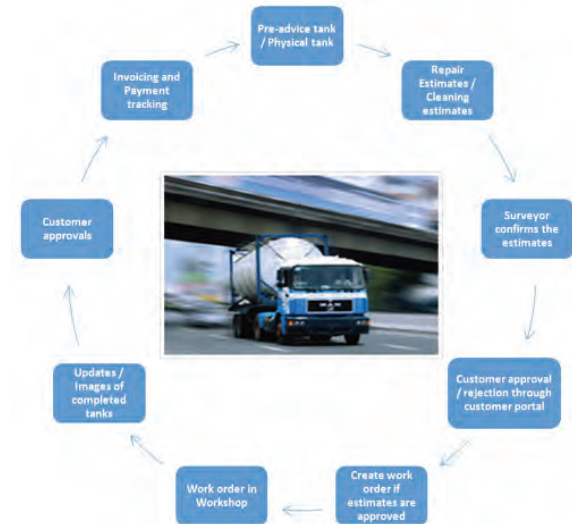 Pre-advice tank
/ Physical tank
Repair
Estimates /
Cleaning
estimates
Surveyor
confirms the
estimates
Customer approval
/ rejection through
customer portal
Create work
order if
estimates are
approved
Work order in
Workshop
Updates /
Images of
completed
tanks
Customer
approvals
Invoicing and
Payment
tracking
MAN